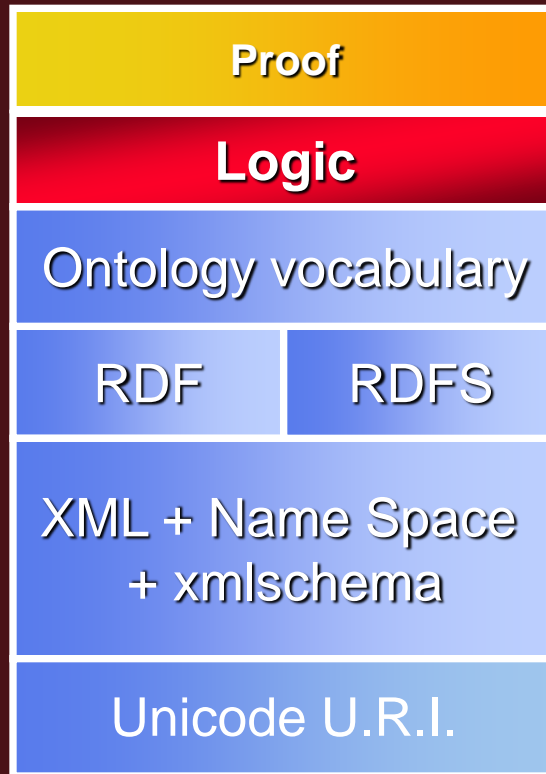 Proof
Logic
Ontology vocabulary
RDF
RDFS
XML + Name Space
+ xmlschema
Unicode U.R.I.